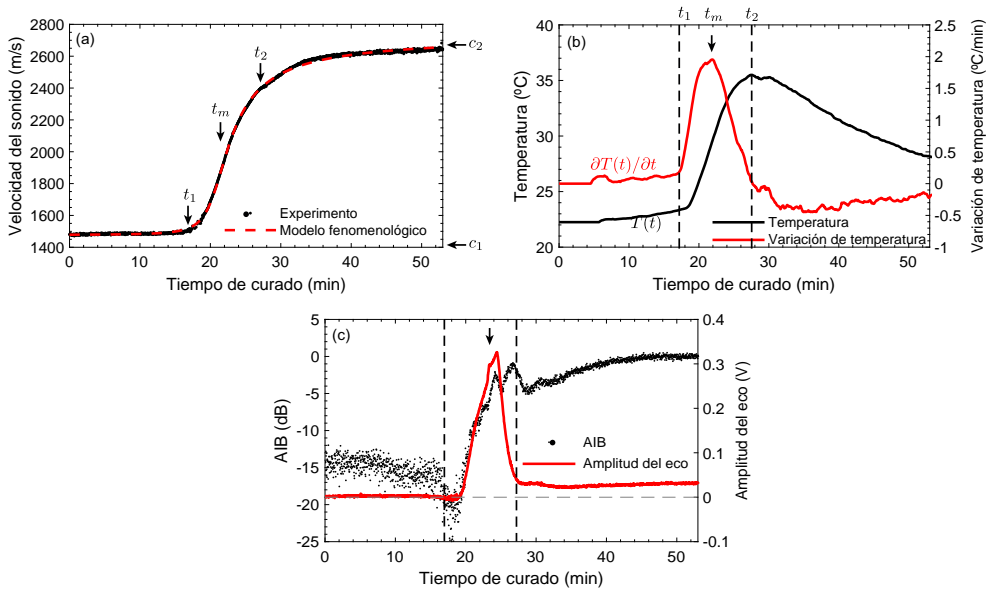 (a)
Velocidad del sonido (m/s)
2800
2600
2400
2200
2000
1800
1600
1400
c2
t2
tm
t1
Experimento
Modelo fenomenológico
c1
0 10 20 30 40 50
Tiempo de curado (min)
t1 tm t2
(b)
Temperatura (ºC)
40
35
30
25
20
∂T(t)/∂t
T(t)
Temperatura
Variación de temperatura
2.5
2
1.5
1
0.5
0
-0.5
-1
Variación de temperatura (ºC/min)
0 10 20 30 40 50
Tiempo de curado (min)
(c)
AIB (dB)
5
0
-5
-10
-15
-20
-25
AIB
Amplitud del eco
0.4
0.3
0.2
0.1
0
-0.1
Amplitud del eco (V)
0 10 20 30 40 50
Tiempo de curado (min)